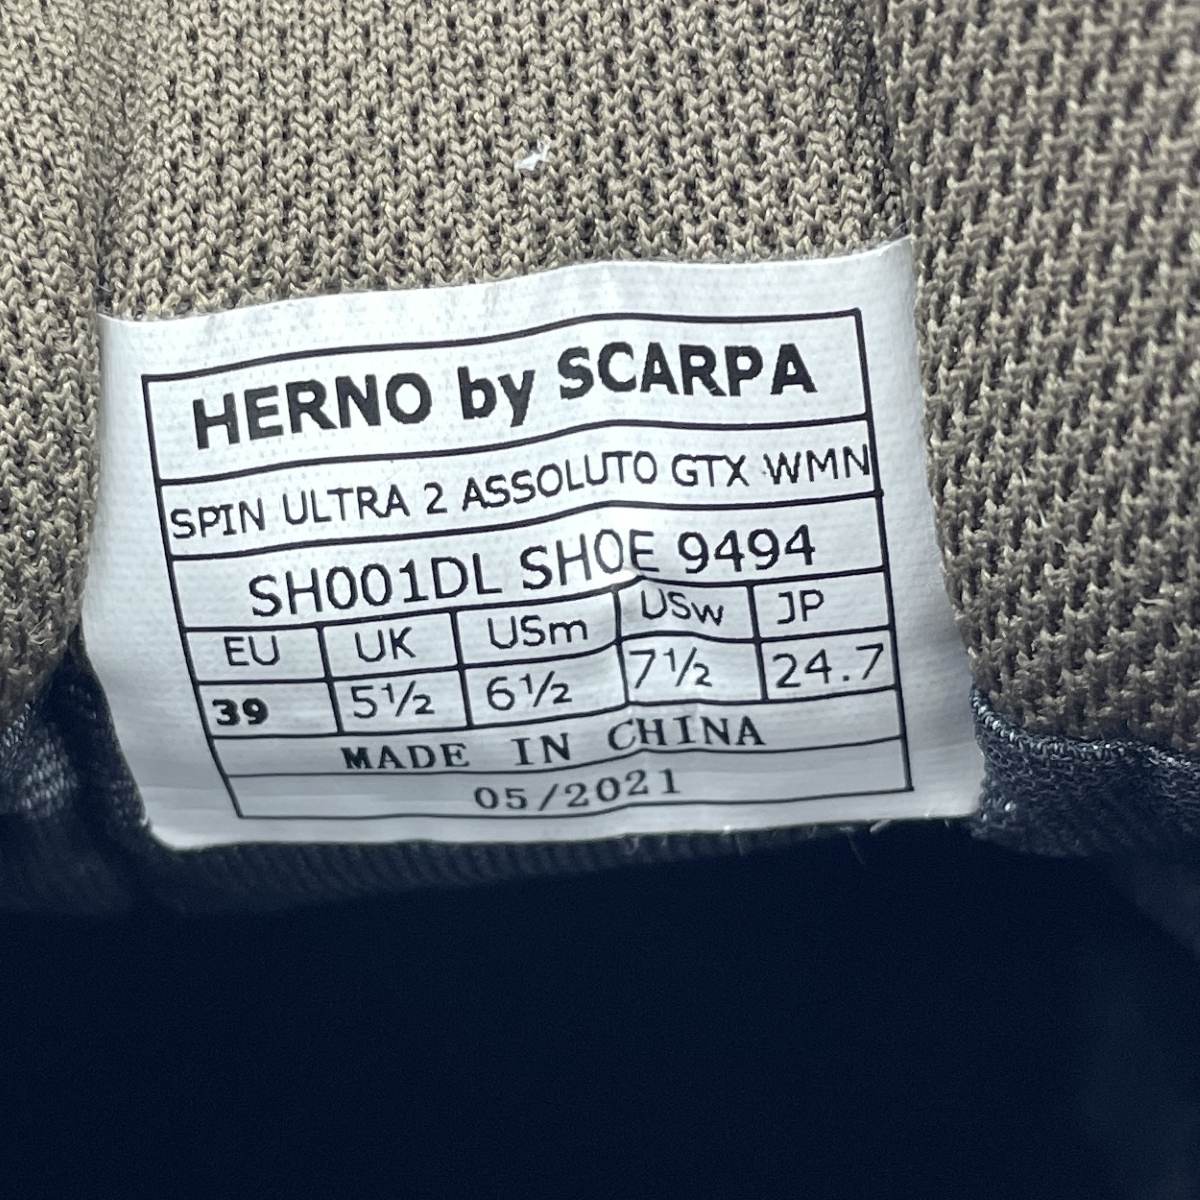 HERNO by SCARPA
SPIN ULTRA 2 ASSOLUTO GTX WMN
SH001DL SHOE 9494
EU UK USm USw JP
39 5½ 6½ 7½ 24.7
MADE IN CHINA
05/2021